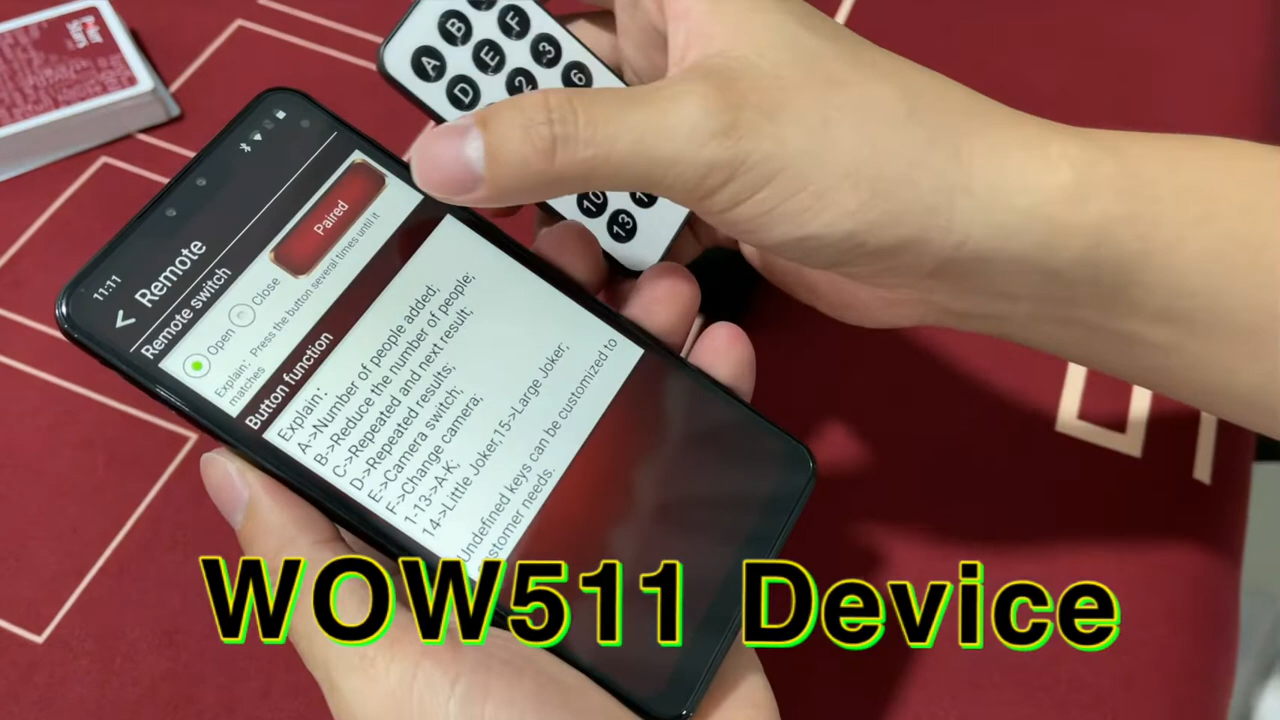 Poker
Stars
A
B
D
E
F
2
3
6
10
13
11:11
Remote
Remote switch
Open
Close
Paired
Explain: Press the button several times until it
matches
Button function
Explain:
A->Number of people added;
B->Reduce the number of people;
C->Repeated and next result;
D->Repeated results;
E->Camera switch;
F->Change camera;
1-13->A-K;
14->Little Joker,15->Large Joker;
Undefined keys can be customized to
customer needs.
WOW511 Device